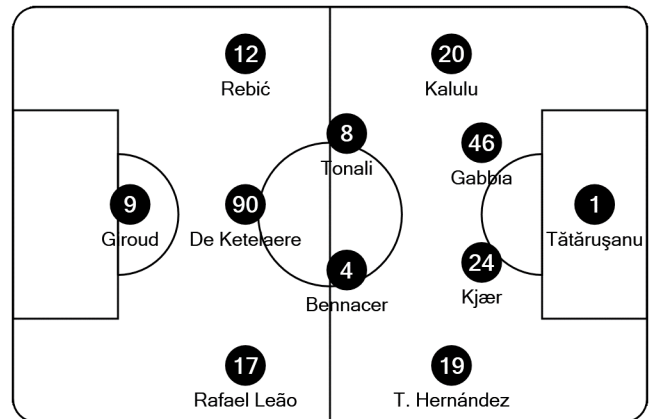 12
Rebić
20
Kalulu
8
Tonali
46
Gabbia
9
Giroud
90
De Ketelaere
1
Tătărușanu
4
Bennacer
24
Kjær
17
Rafael Leão
19
T. Hernández